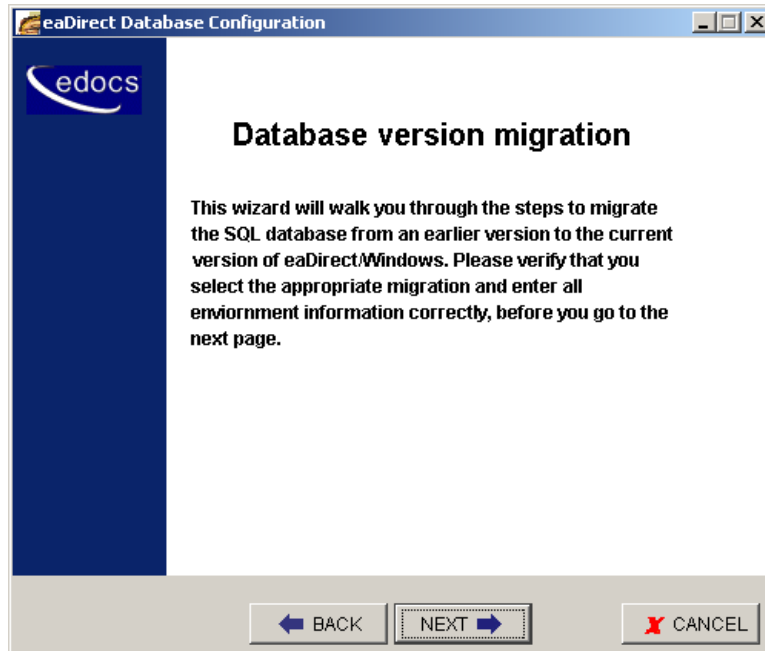 eaDirect Database Configuration
edocs
Database version migration
This wizard will walk you through the steps to migrate
the SQL database from an earlier version to the current
version of eaDirect/Windows. Please verify that you
select the appropriate migration and enter all
enviornment information correctly, before you go to the
next page.
BACK NEXT CANCEL